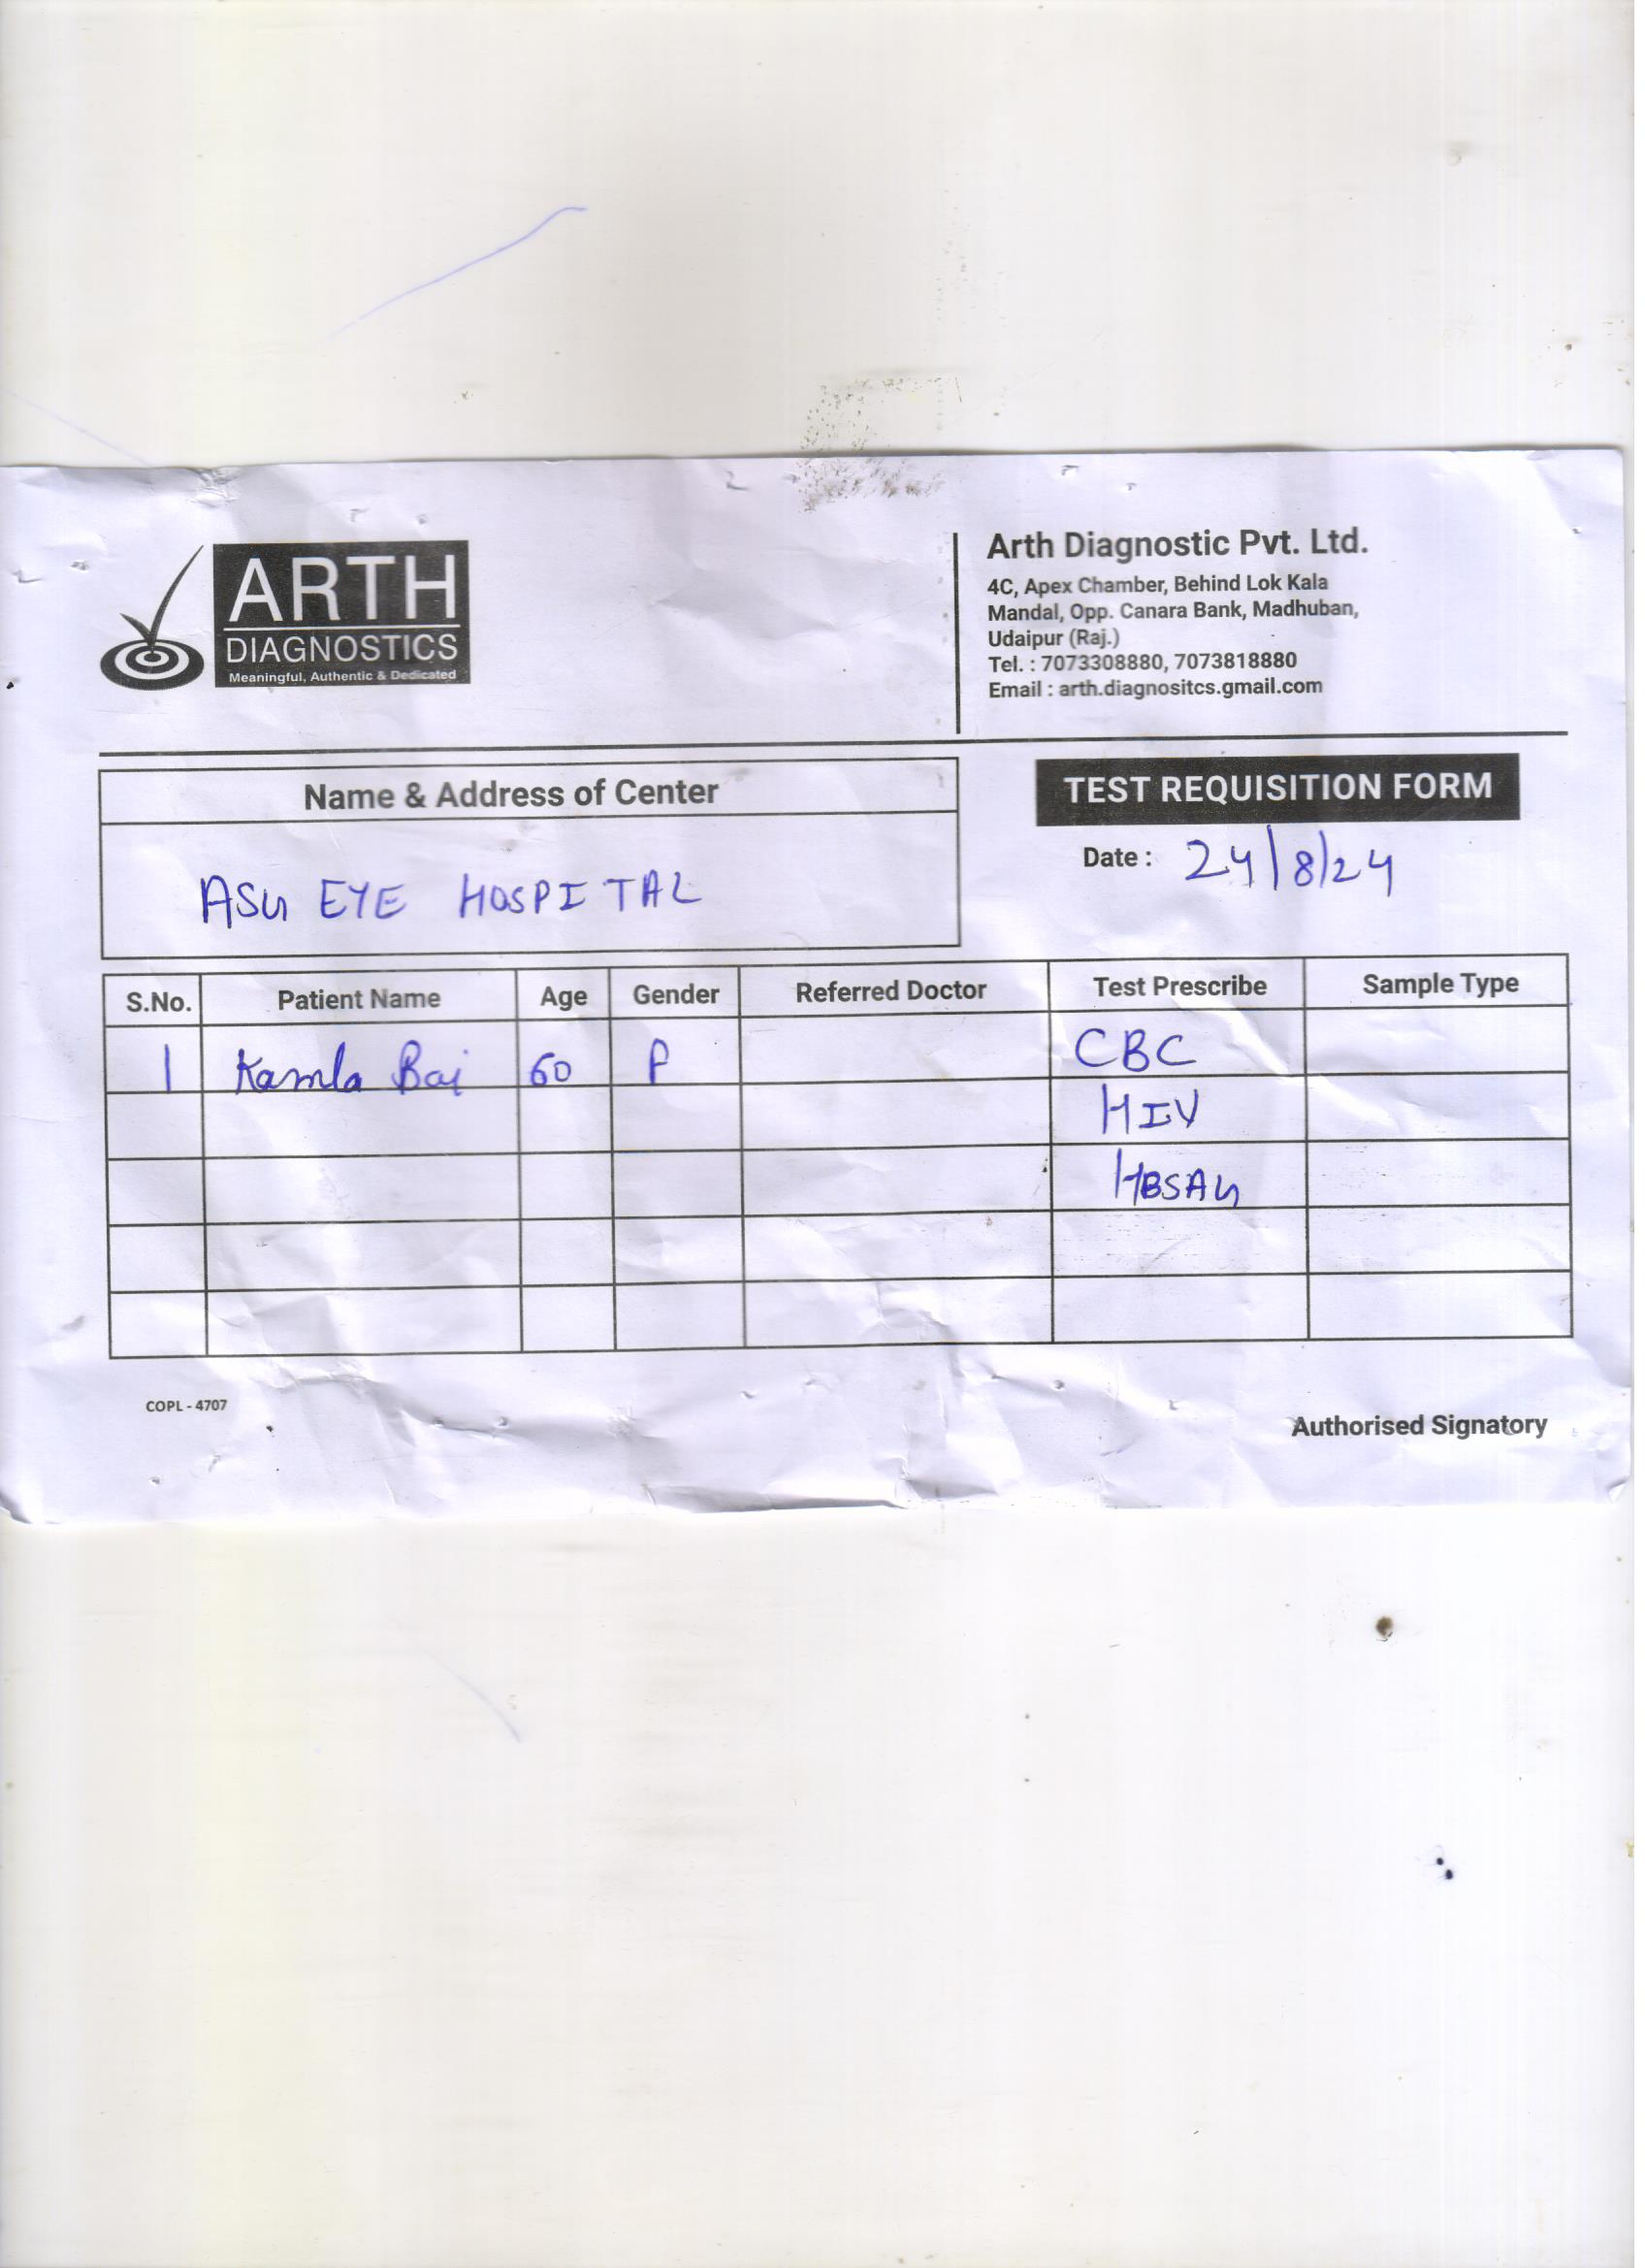 ARTH
DIAGNOSTICS
Meaningful, Authentic & Dedicated
Arth Diagnostic Pvt. Ltd.
4C, Apex Chamber, Behind Lok Kala
Mandal, Opp. Canara Bank, Madhuban,
Udaipur (Raj.)
Tel. : 7073308880, 7073818880
Email : arth.diagnositcs.gmail.com
Name & Address of Center
TEST REQUISITION FORM
Date : 24/8/24
ASG EYE HOSPITAL
S.No. Patient Name Age Gender Referred Doctor Test Prescribe Sample Type
1 Kamla Bai 60 F CBC
HIV
HBSAG
COPL - 4707
Authorised Signatory